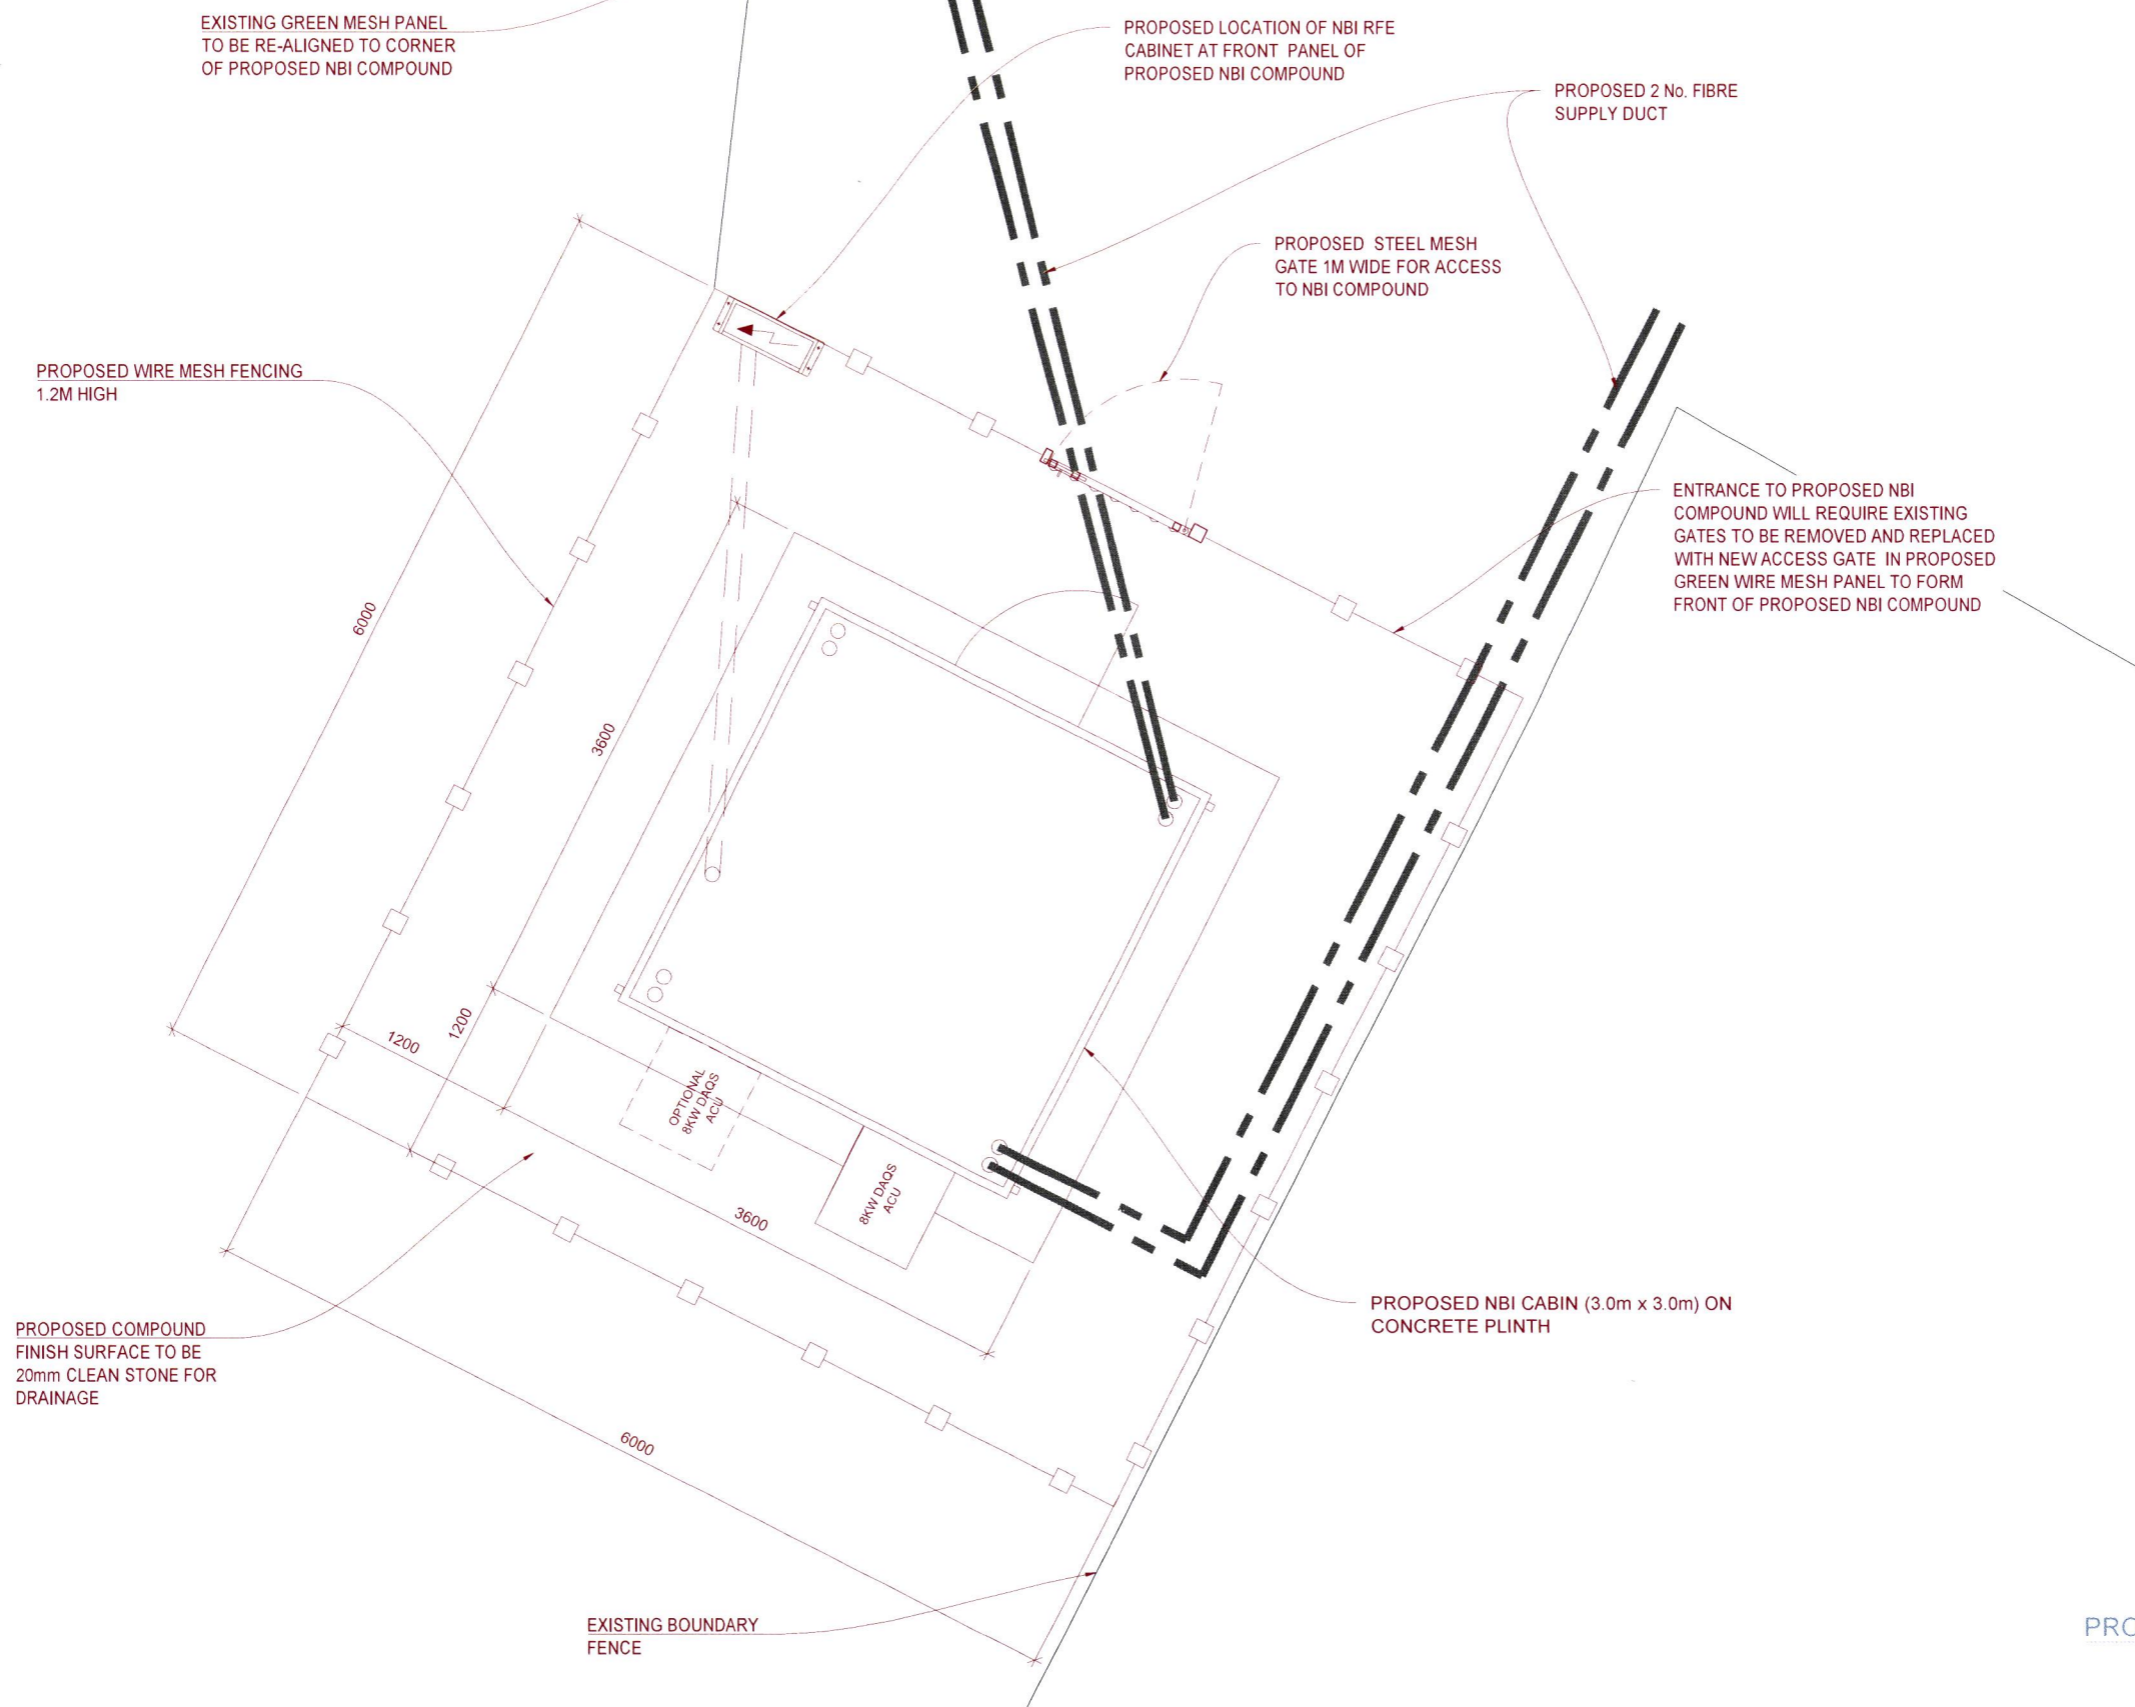 EXISTING GREEN MESH PANEL
TO BE RE-ALIGNED TO CORNER
OF PROPOSED NBI COMPOUND
PROPOSED LOCATION OF NBI RFE
CABINET AT FRONT PANEL OF
PROPOSED NBI COMPOUND
PROPOSED 2 No. FIBRE
SUPPLY DUCT
PROPOSED STEEL MESH
GATE 1M WIDE FOR ACCESS
TO NBI COMPOUND
PROPOSED WIRE MESH FENCING
1.2M HIGH
ENTRANCE TO PROPOSED NBI
COMPOUND WILL REQUIRE EXISTING
GATES TO BE REMOVED AND REPLACED
WITH NEW ACCESS GATE IN PROPOSED
GREEN WIRE MESH PANEL TO FORM
FRONT OF PROPOSED NBI COMPOUND
6000
3600
1200
1200
OPTIONAL
8KW DAQS
ACU
8KW DAQS
ACU
3600
PROPOSED NBI CABIN (3.0m x 3.0m) ON
CONCRETE PLINTH
PROPOSED COMPOUND
FINISH SURFACE TO BE
20mm CLEAN STONE FOR
DRAINAGE
6000
EXISTING BOUNDARY
FENCE
PRO